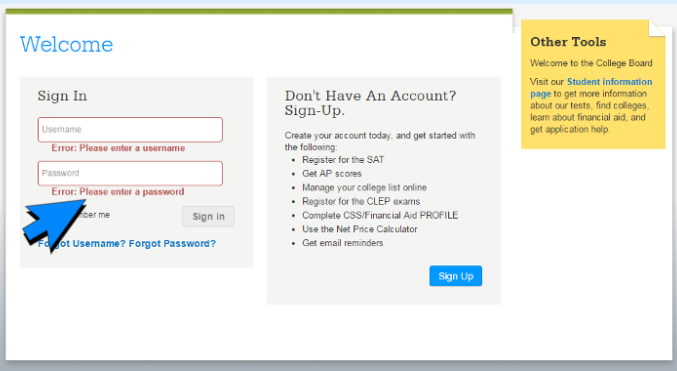 Welcome
Sign In
Username
Error: Please enter a username
Password
Error: Please enter a password
me
Sign in
Forgot Username? Forgot Password?
Don't Have An Account?
Sign-Up.
Create your account today, and get started with
the following:
• Register for the SAT
• Get AP scores
• Manage your college list online
• Register for the CLEP exams
• Complete CSS/Financial Aid PROFILE
• Use the Net Price Calculator
• Get email reminders
Sign Up
Other Tools
Welcome to the College Board
Visit our Student information
page to get more information
about our tests, find colleges,
learn about financial aid, and
get application help.